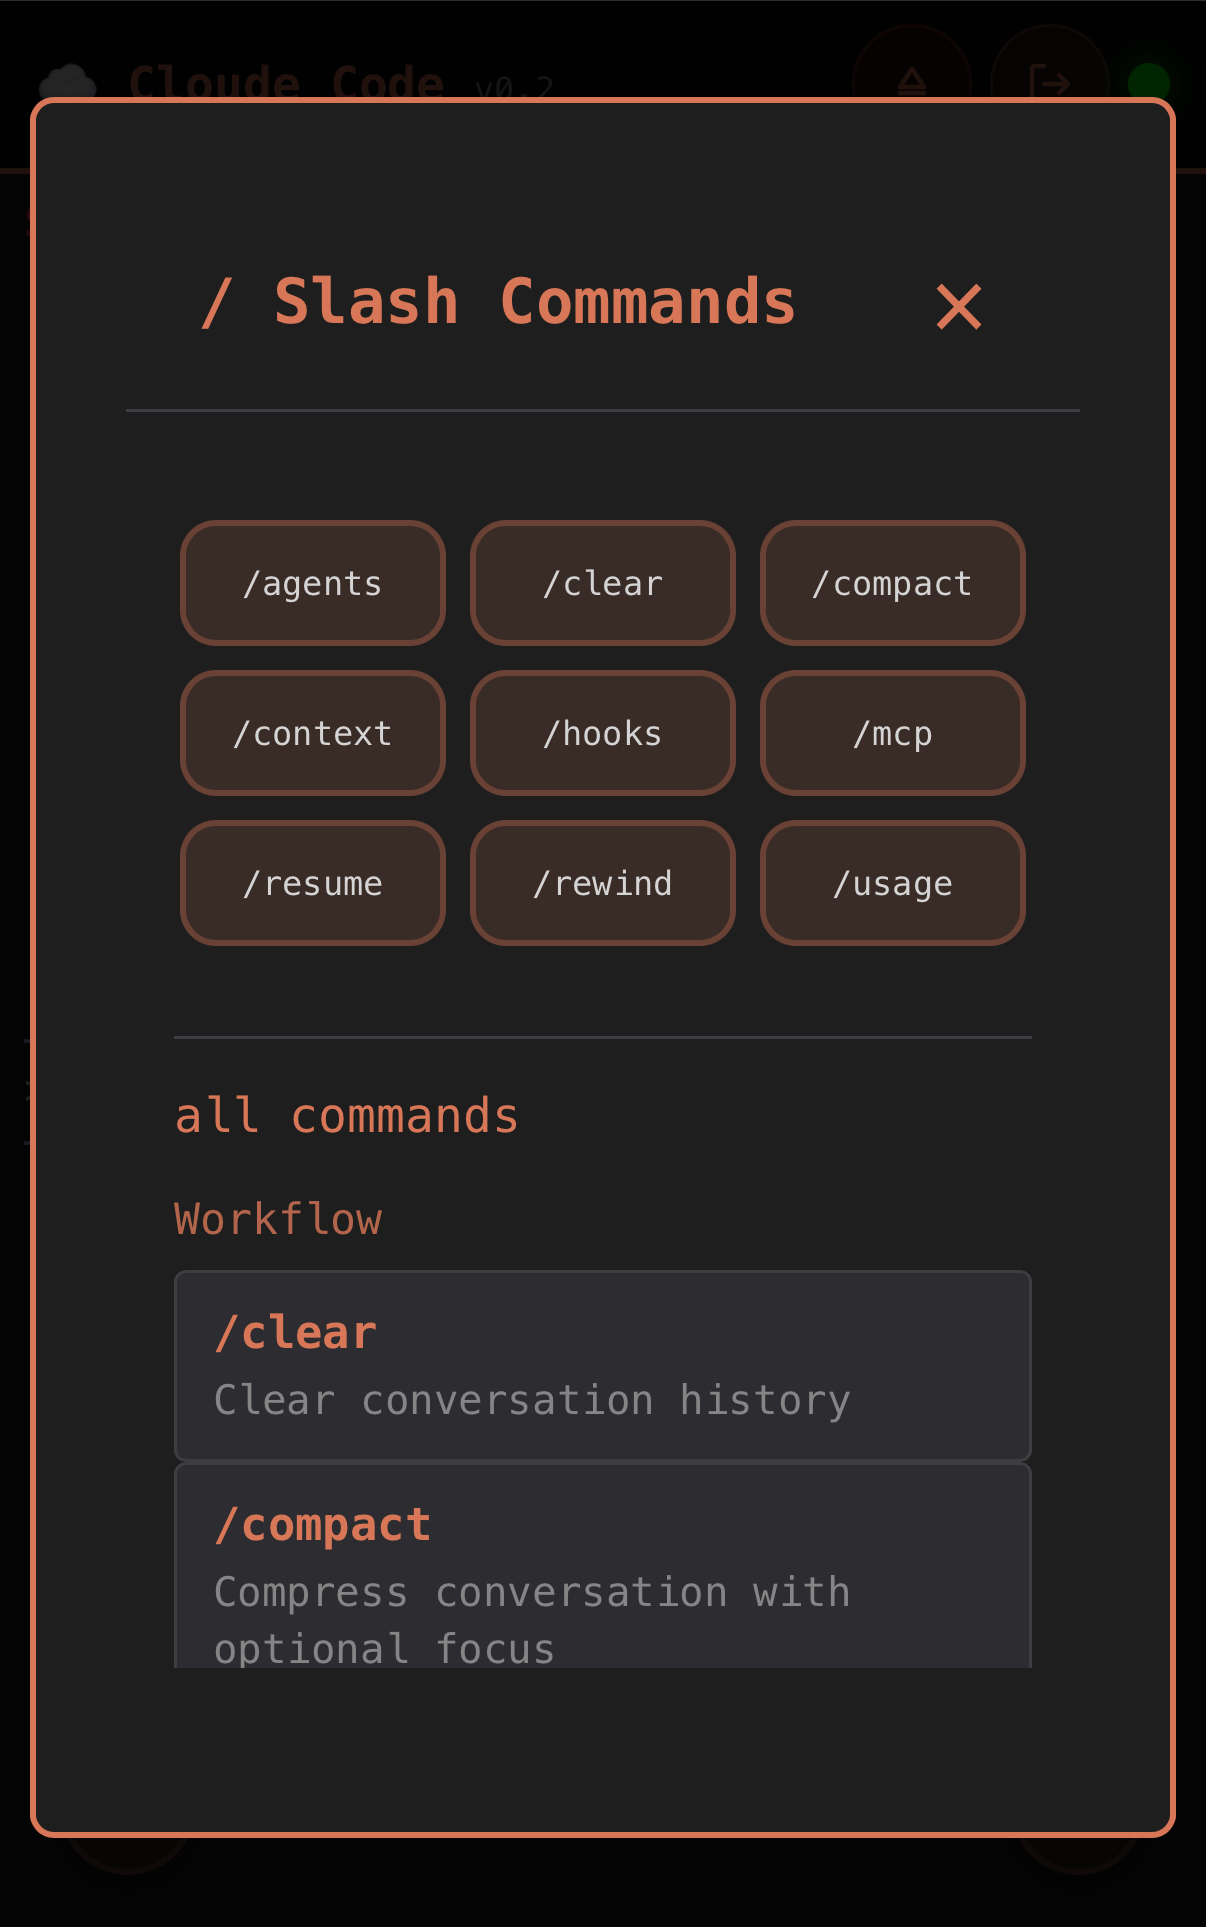 Cloude Code v0.2
/ Slash Commands
/agents /clear /compact
/context /hooks /mcp
/resume /rewind /usage
all commands
Workflow
/clear
Clear conversation history
/compact
Compress conversation with
optional focus